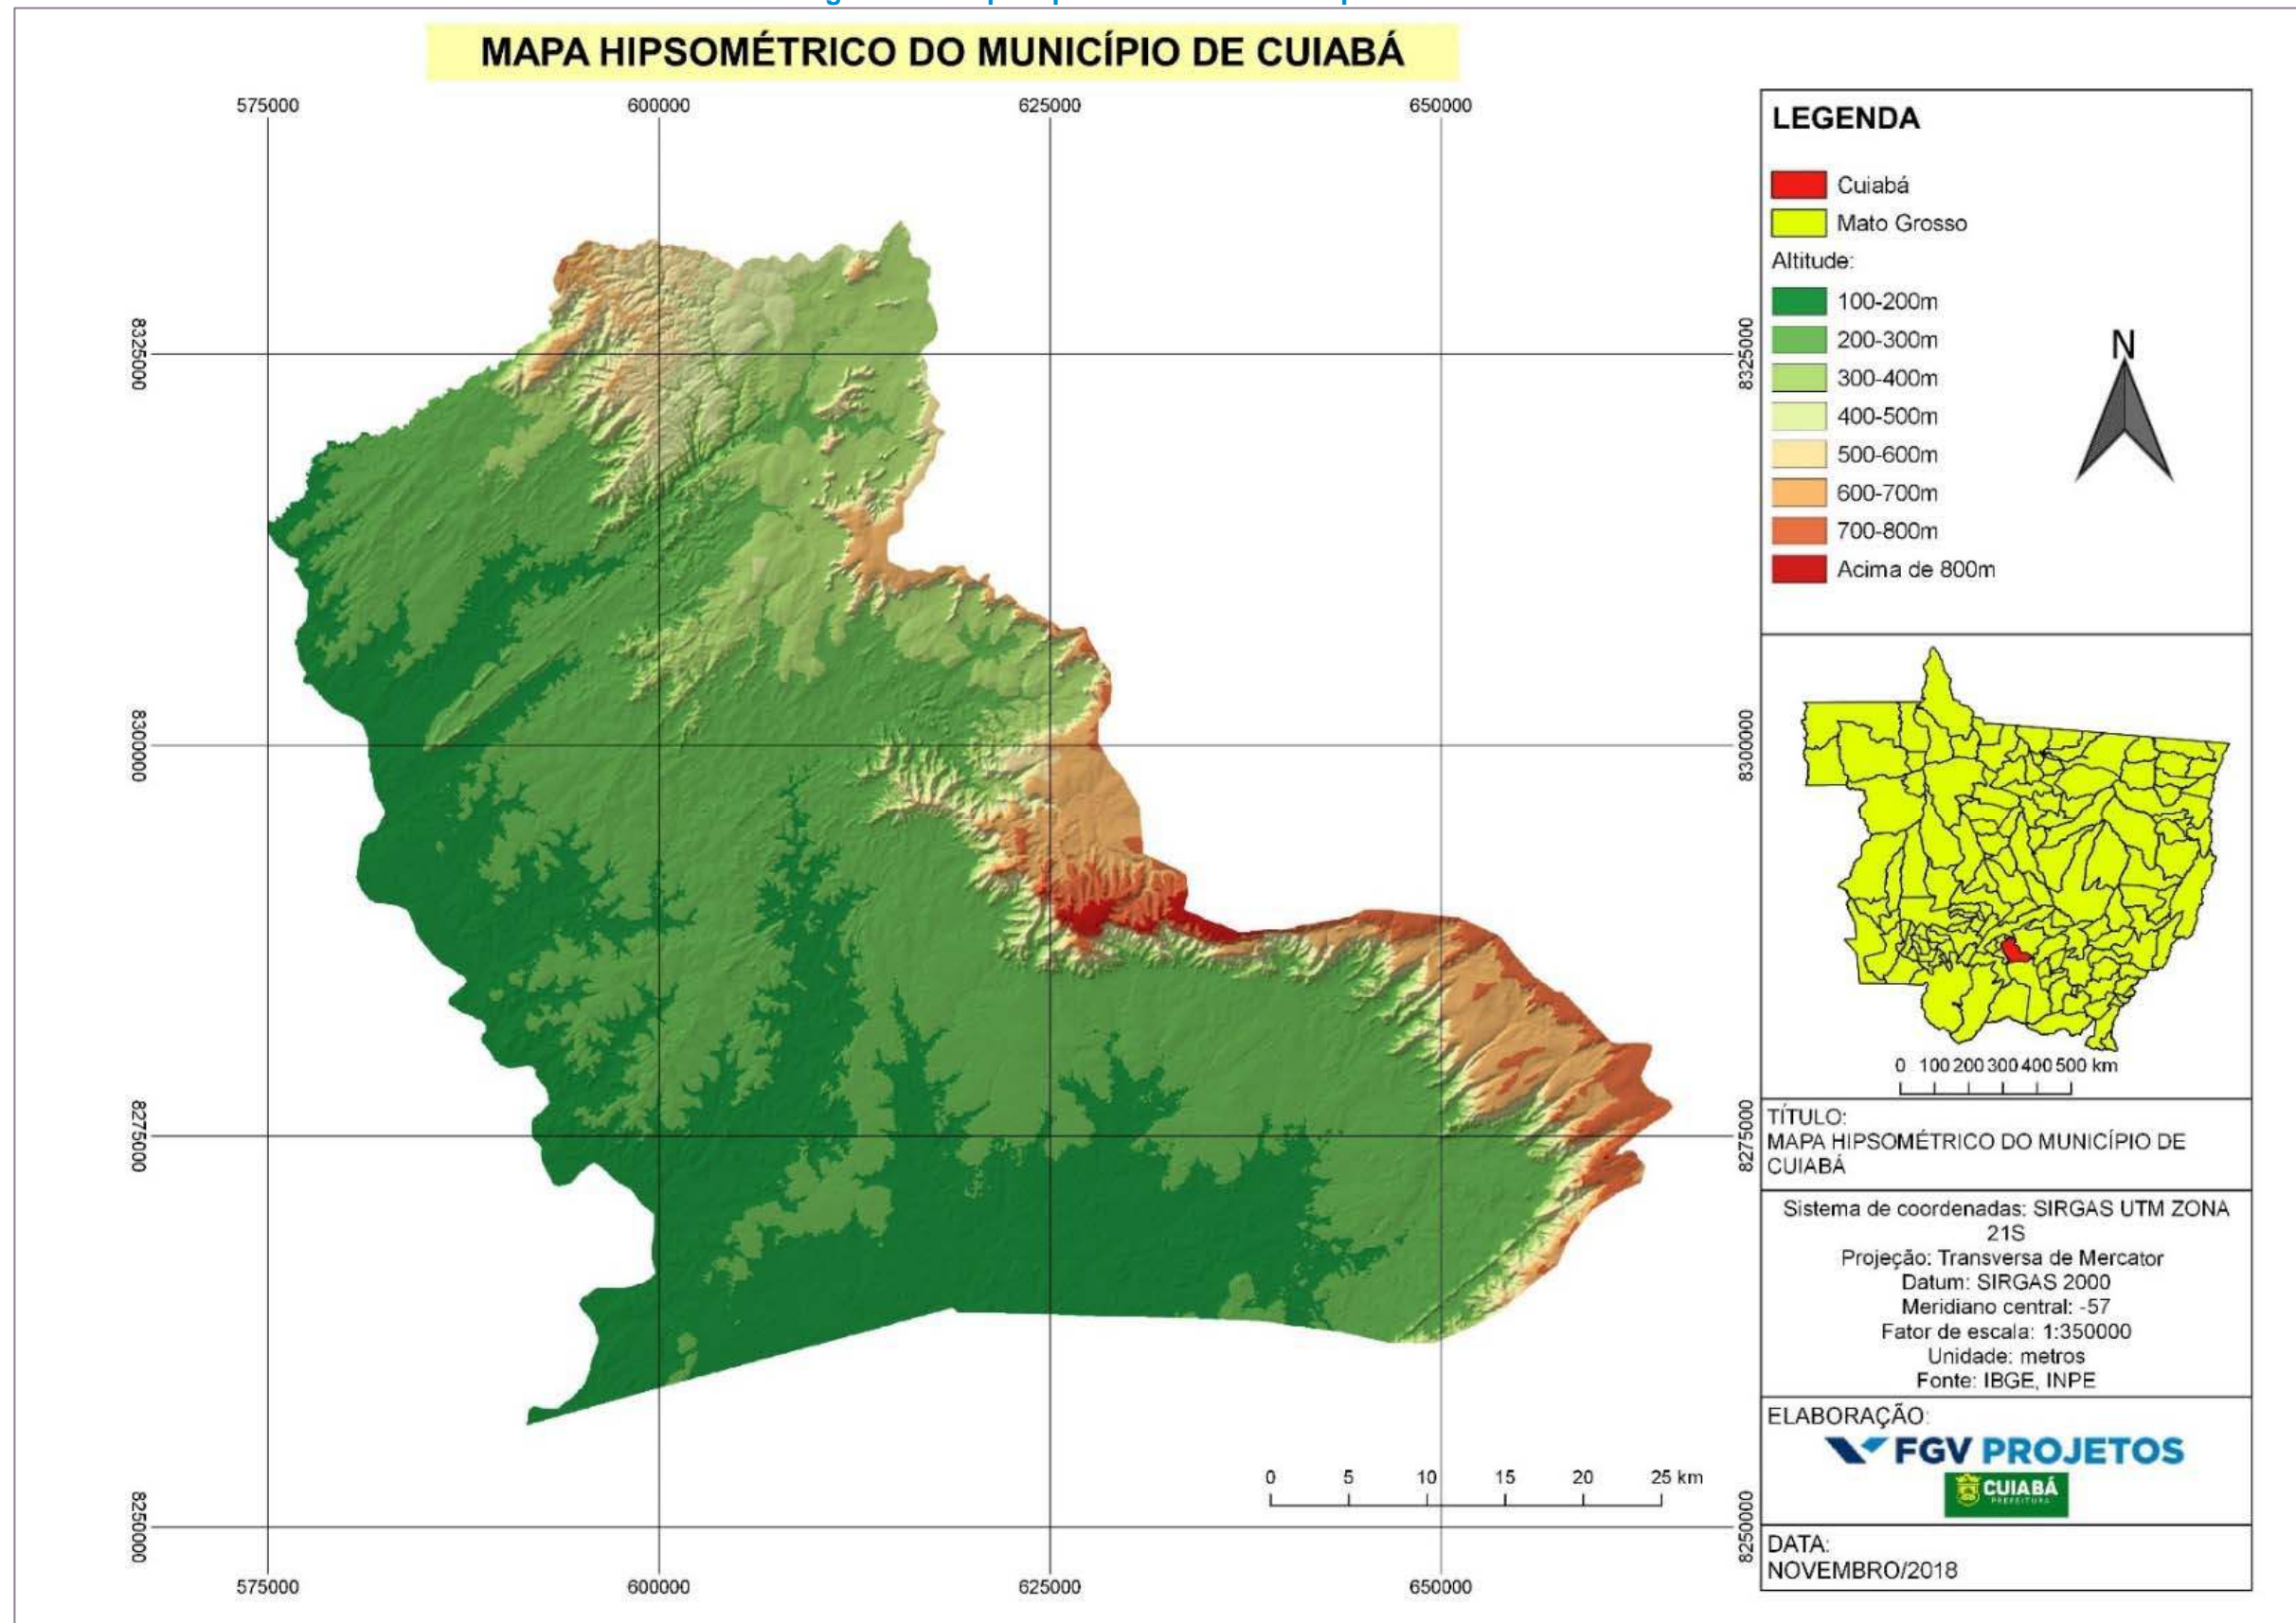 MAPA HIPSOMÉTRICO DO MUNICÍPIO DE CUIABÁ
575000 600000 625000 650000
8325000 8325000
8300000 8300000
8275000 8275000
8250000 8250000
575000 600000 625000 650000
0 5 10 15 20 25 km
LEGENDA
Cuiabá
Mato Grosso
Altitude:
100-200m
200-300m
300-400m
400-500m
500-600m
600-700m
700-800m
Acima de 800m
N
0 100 200 300 400 500 km
TÍTULO:
MAPA HIPSOMÉTRICO DO MUNICÍPIO DE
CUIABÁ
Sistema de coordenadas: SIRGAS UTM ZONA
21S
Projeção: Transversa de Mercator
Datum: SIRGAS 2000
Meridiano central: -57
Fator de escala: 1:350000
Unidade: metros
Fonte: IBGE, INPE
ELABORAÇÃO:
FGV PROJETOS
CUIABÁ
PREFEITURA
DATA:
NOVEMBRO/2018